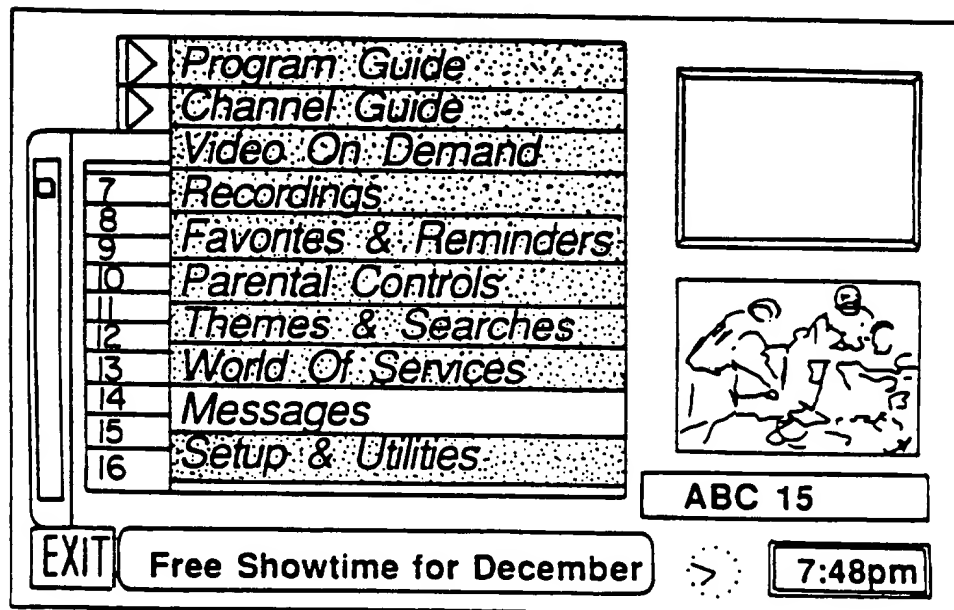 Program Guide
Channel Guide
Video On Demand
7 Recordings
8
9 Favorites & Reminders
10 Parental Controls
11
12 Themes & Searches
13 World Of Services
14 Messages
15
16 Setup & Utilities
ABC 15
EXIT Free Showtime for December 7:48pm